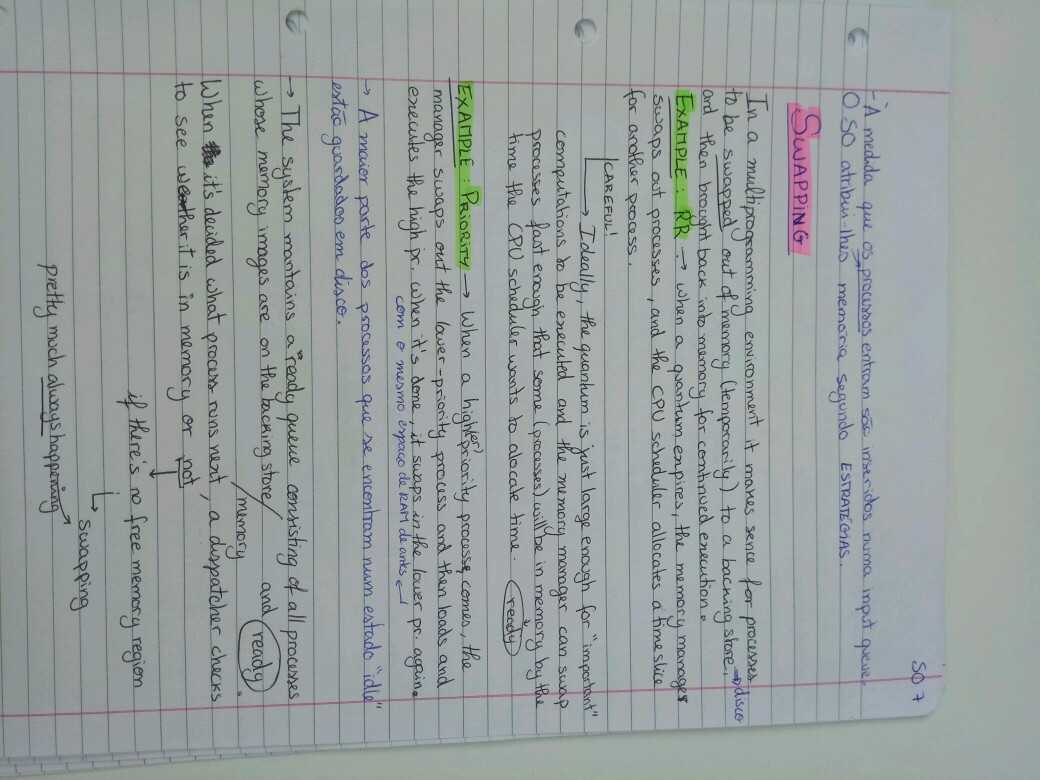 SO 7
- À medida que os processos entram são inseridos numa input queue.
O SO atribui-lhes memoria segundo ESTRATÉGIAS.
SWAPPING
In a multiprogramming environment it makes sence for processes
to be swapped out of memory (temporarily) to a backing store, → disco
and then brought back into memory for continued execution.
EXAMPLE: RR → when a quantum expires, the memory manager
swaps out processes, and the CPU scheduler allocates a time slice
for another process.
CAREFUL!
→ Ideally, the quantum is just large enough for "important"
computations to be executed and the memory manager can swap
processes fast enough that some (processes) will be in memory by the
time the CPU scheduler wants to alocate time. ready
EXAMPLE: PRIORITY → When a high(er) priority process comes, the
manager swaps out the lower-priority process and then loads and
executes the high pr. when it's done, it swaps in the lower pr. again.
com o mesmo espaço de RAM de antes
→ A maior parte dos processos que se encontram num estado "idle"
estão guardados em disco.
→ The system mantains a "ready queue consisting of all processes
whose memory images are on the backing store/ and ready.
/memory
When it's decided what process runs next, a dispatcher checks
to see weather it is in memory or not
if there's no free memory region
swapping
pretty much always happening